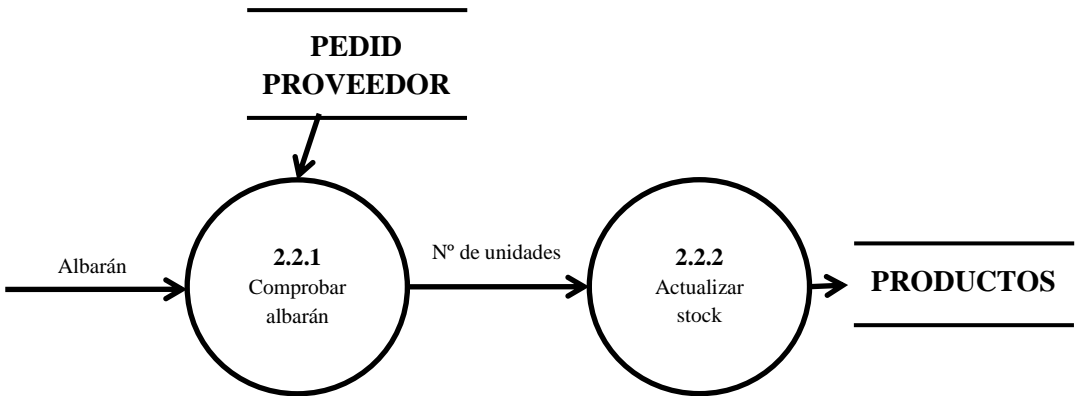 PEDID
PROVEEDOR
Albarán
2.2.1
Comprobar
albarán
Nº de unidades
2.2.2
Actualizar
stock
PRODUCTOS